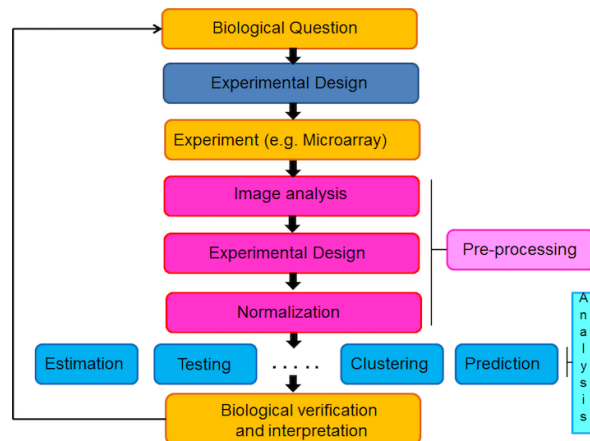 Biological Question
Experimental Design
Experiment (e.g. Microarray)
Image analysis
Experimental Design
Pre-processing
Normalization
Estimation
Testing
. . . . .
Clustering
Prediction
Analysis
Biological verification
and interpretation